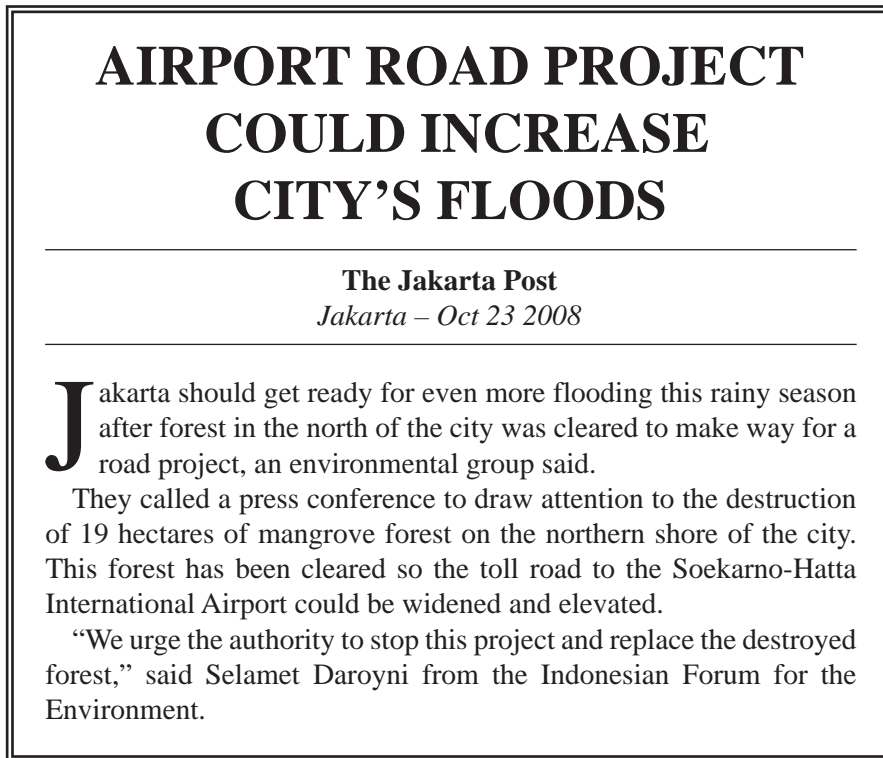 AIRPORT ROAD PROJECT
COULD INCREASE
CITY’S FLOODS
The Jakarta Post
Jakarta – Oct 23 2008
Jakarta should get ready for even more flooding this rainy season
after forest in the north of the city was cleared to make way for a
road project, an environmental group said.
They called a press conference to draw attention to the destruction
of 19 hectares of mangrove forest on the northern shore of the city.
This forest has been cleared so the toll road to the Soekarno-Hatta
International Airport could be widened and elevated.
“We urge the authority to stop this project and replace the destroyed
forest,” said Selamet Daroyni from the Indonesian Forum for the
Environment.